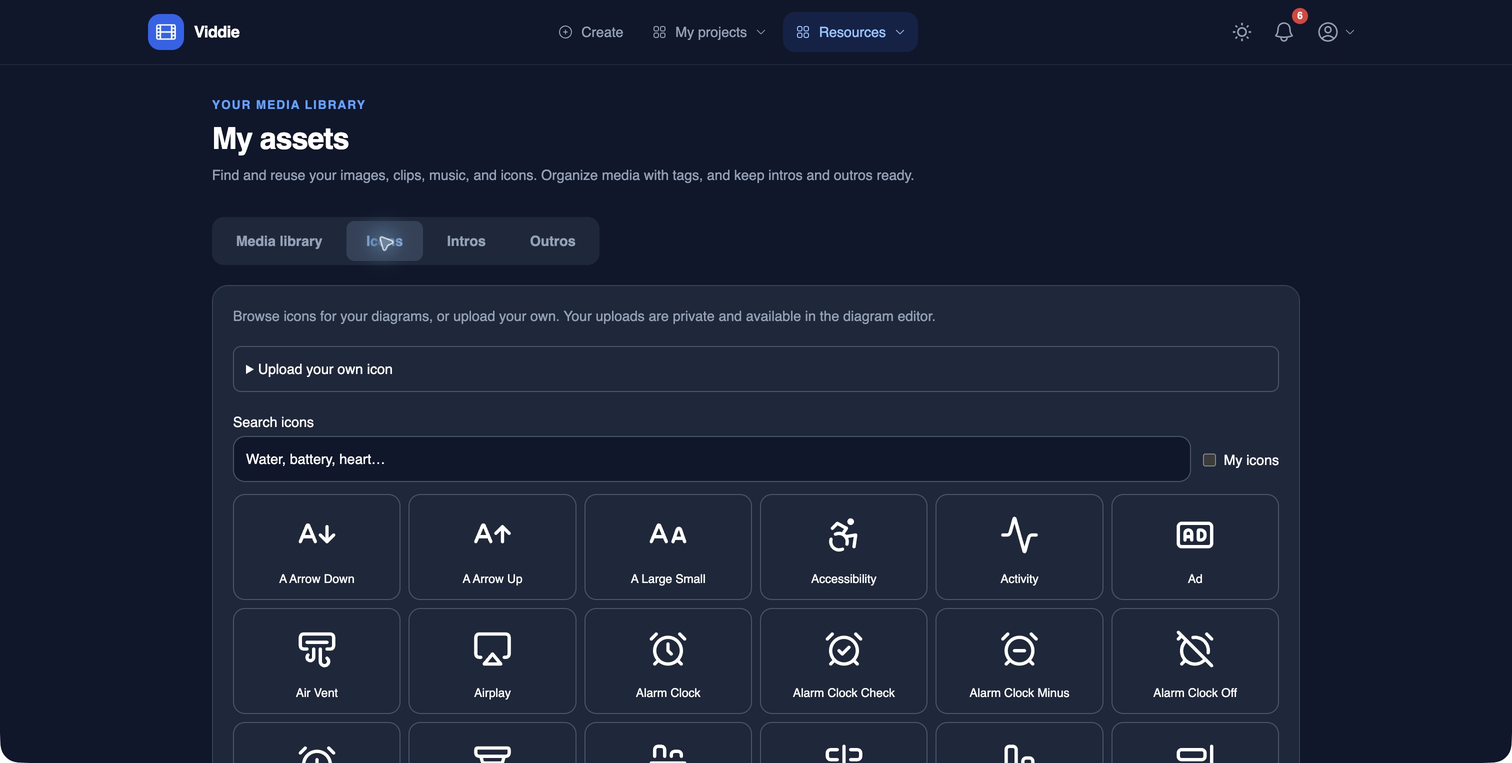 Viddie
Create
My projects
Resources
6
YOUR MEDIA LIBRARY
My assets
Find and reuse your images, clips, music, and icons. Organize media with tags, and keep intros and outros ready.
Media library
Icons
Intros
Outros
Browse icons for your diagrams, or upload your own. Your uploads are private and available in the diagram editor.
Upload your own icon
Search icons
Water, battery, heart…
My icons
A Arrow Down
A Arrow Up
A Large Small
Accessibility
Activity
AD
Ad
Air Vent
Airplay
Alarm Clock
Alarm Clock Check
Alarm Clock Minus
Alarm Clock Off